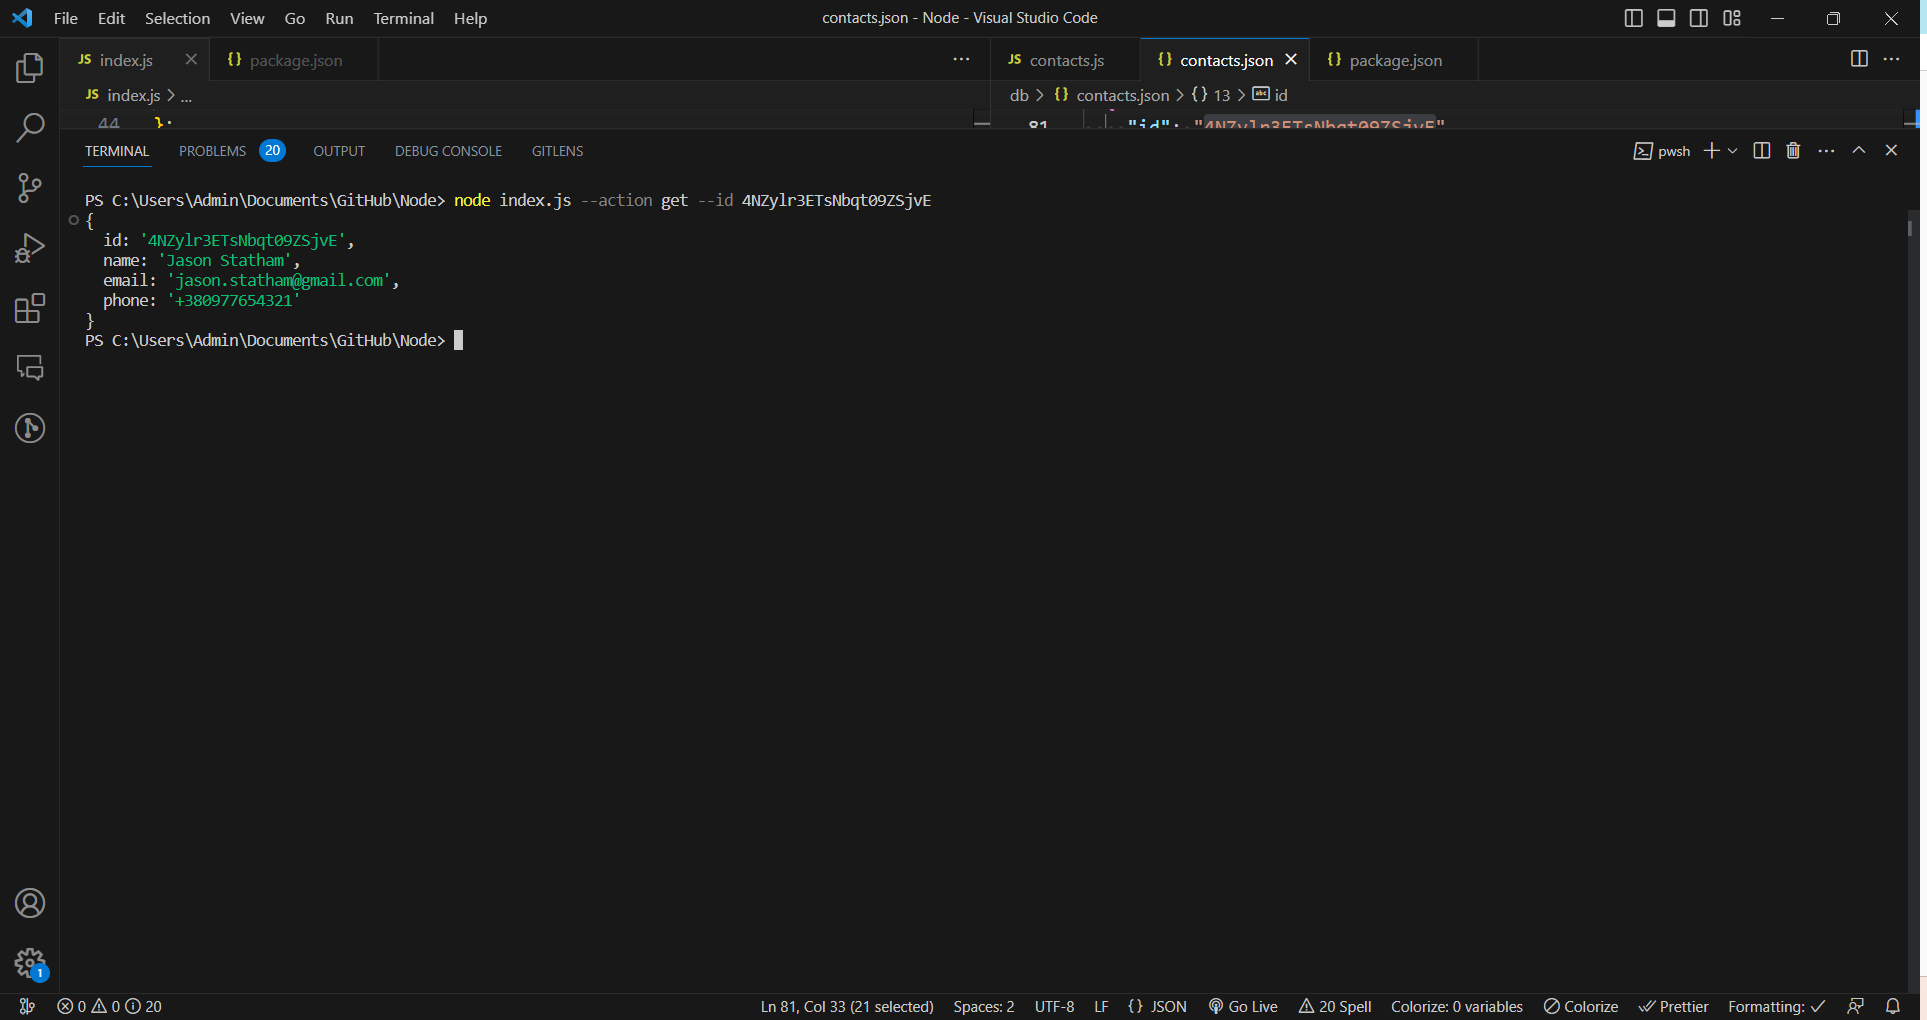 File Edit Selection View Go Run Terminal Help
contacts.json - Node - Visual Studio Code
JS index.js
{} package.json
JS contacts.js
{} contacts.json
{} package.json
JS index.js > ...
db > {} contacts.json > {} 13 > abc id
44 };
81 "id": "4NZylr3ETsNbqt09ZSjvE"
TERMINAL PROBLEMS 20 OUTPUT DEBUG CONSOLE GITLENS
pwsh
PS C:\Users\Admin\Documents\GitHub\Node> node index.js --action get --id 4NZylr3ETsNbqt09ZSjvE
{
  id: '4NZylr3ETsNbqt09ZSjvE',
  name: 'Jason Statham',
  email: 'jason.statham@gmail.com',
  phone: '+380977654321'
}
PS C:\Users\Admin\Documents\GitHub\Node>
1
0 0 20
Ln 81, Col 33 (21 selected) Spaces: 2 UTF-8 LF {} JSON Go Live 20 Spell Colorize: 0 variables Colorize Prettier Formatting: ✓